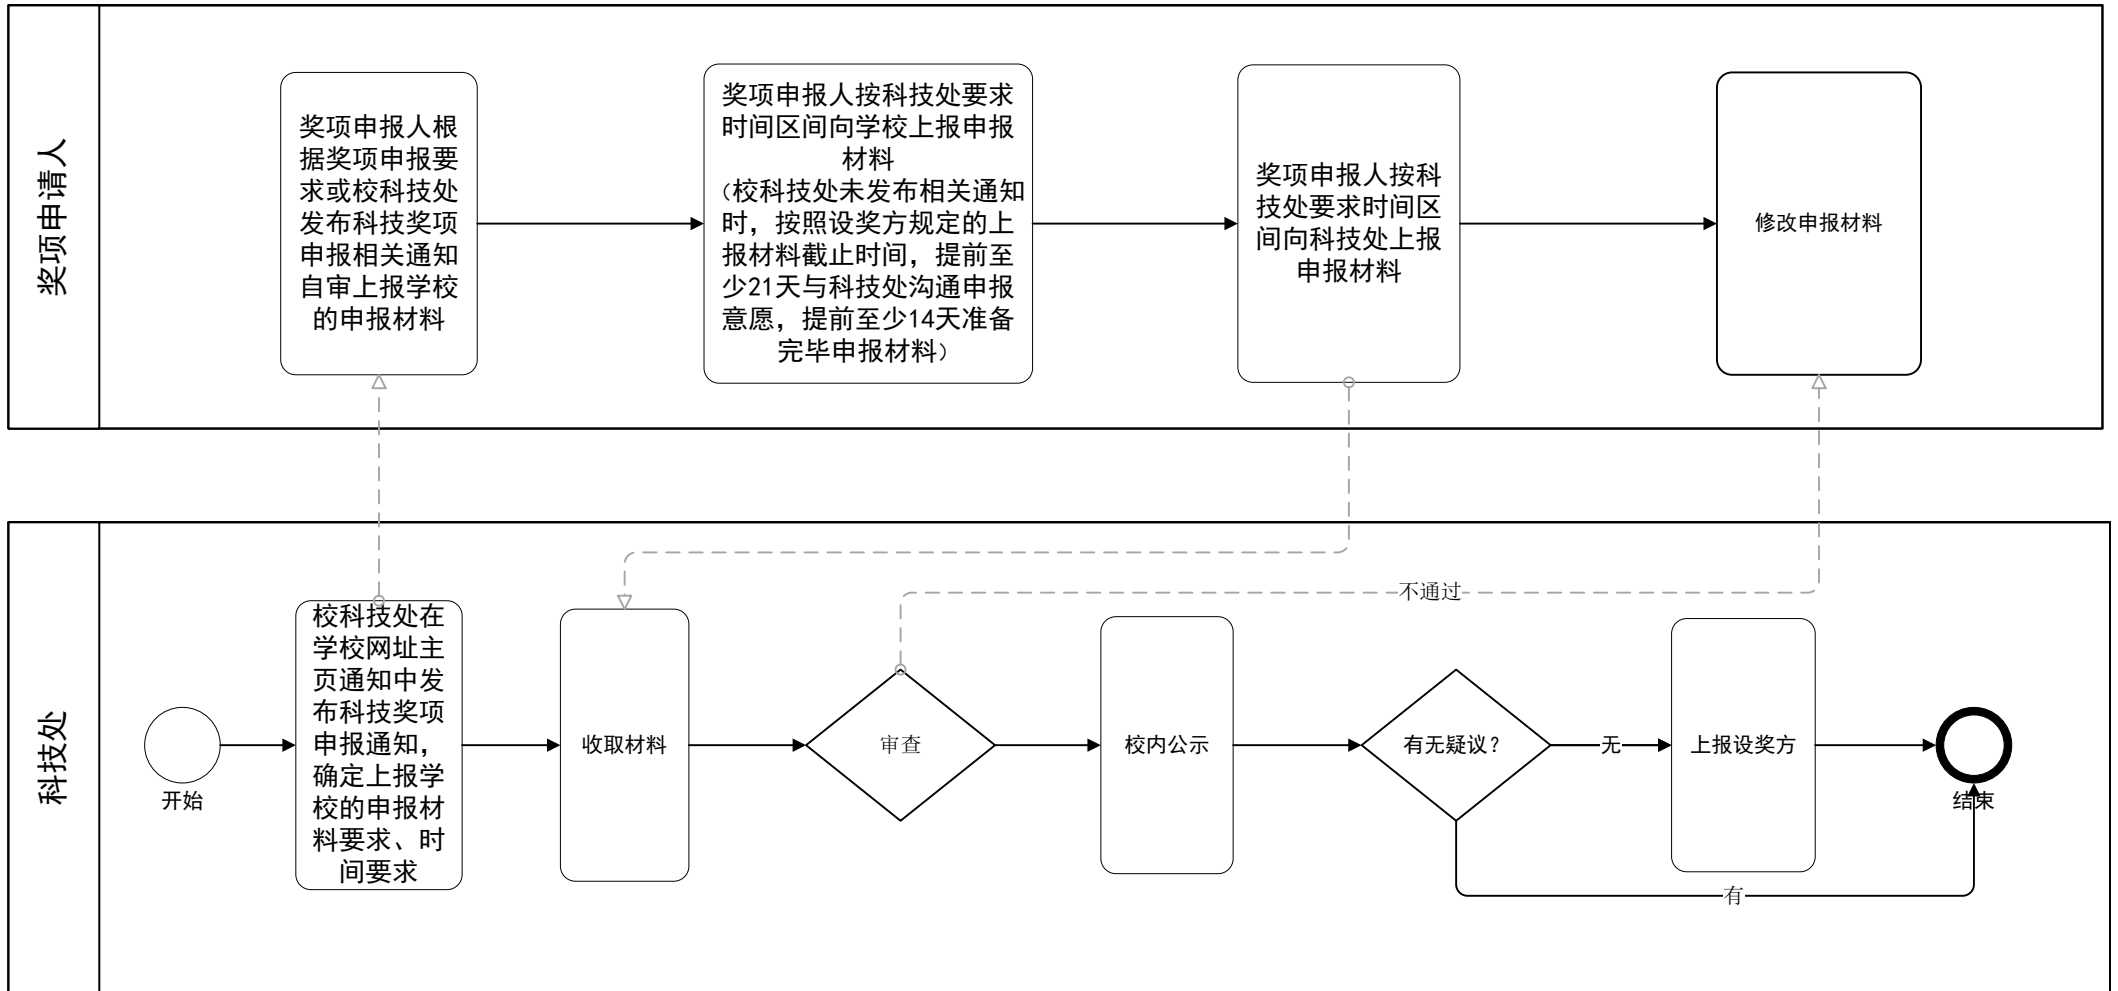 奖项申请人
奖项申报人根
据奖项申报要
求或校科技处
发布科技奖项
申报相关通知
自审上报学校
的申报材料
奖项申报人按科技处要求
时间区间向学校上报申报
材料
（校科技处未发布相关通知
时，按照设奖方规定的上
报材料截止时间，提前至
少21天与科技处沟通申报
意愿，提前至少14天准备
完毕申报材料）
奖项申报人按科
技处要求时间区
间向科技处上报
申报材料
修改申报材料
科技处
开始
校科技处在
学校网址主
页通知中发
布科技奖项
申报通知，
确定上报学
校的申报材
料要求、时
间要求
收取材料
审查
不通过
校内公示
有无疑议？
无
有
上报设奖方
结束